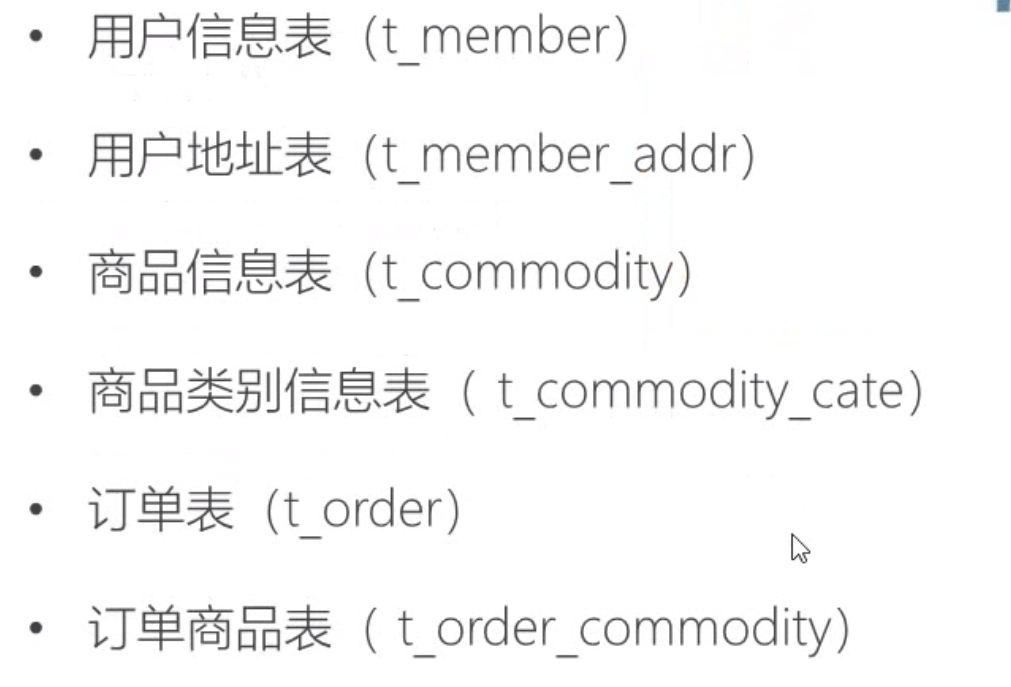 • 用户信息表（t_member）
• 用户地址表（t_member_addr）
• 商品信息表（t_commodity）
• 商品类别信息表（ t_commodity_cate）
• 订单表（t_order）
• 订单商品表（ t_order_commodity）